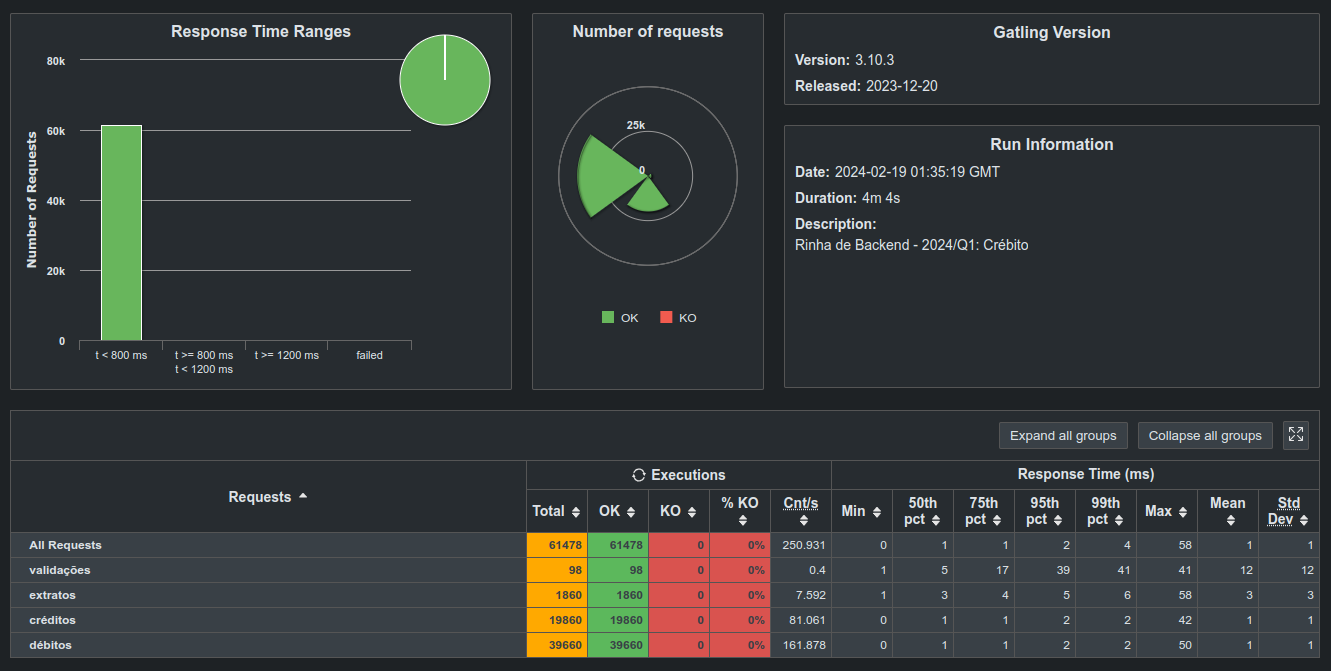 Response Time Ranges
80k
60k
40k
20k
0
Number of Requests
t < 800 ms
t >= 800 ms
t < 1200 ms
t >= 1200 ms
failed
Number of requests
25k
0
OK
KO
Gatling Version
Version: 3.10.3
Released: 2023-12-20
Run Information
Date: 2024-02-19 01:35:19 GMT
Duration: 4m 4s
Description:
Rinha de Backend - 2024/Q1: Crébito
Expand all groups Collapse all groups
Requests Executions Response Time (ms)
Total OK KO % KO Cnt/s Min 50th pct 75th pct 95th pct 99th pct Max Mean Std Dev
All Requests 61478 61478 0 0% 250.931 0 1 1 2 4 58 1 1
validações 98 98 0 0% 0.4 1 5 17 39 41 41 12 12
extratos 1860 1860 0 0% 7.592 1 3 4 5 6 58 3 3
créditos 19860 19860 0 0% 81.061 0 1 1 2 2 42 1 1
débitos 39660 39660 0 0% 161.878 0 1 1 2 2 50 1 1